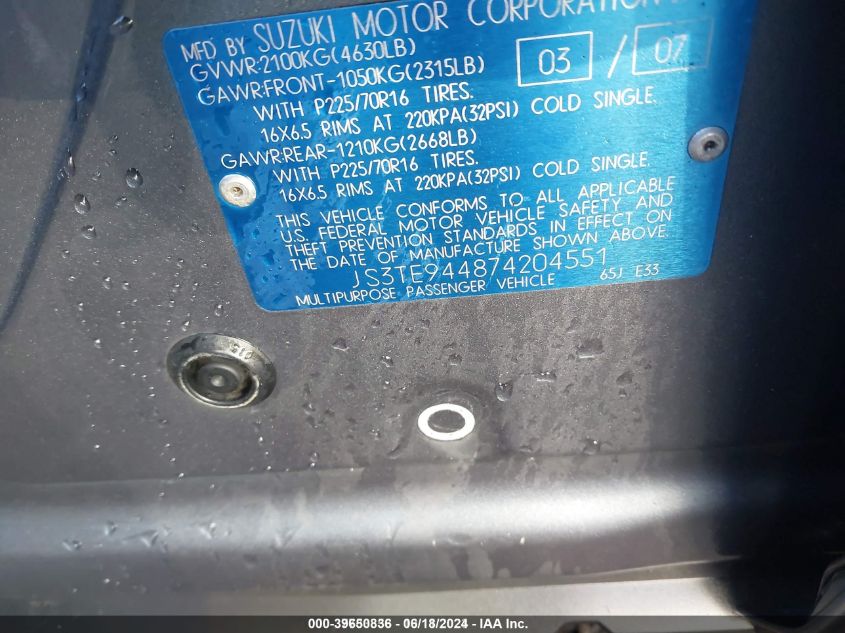 MFD BY SUZUKI MOTOR CORPORATION
03 / 07
GVWR:2100KG(4630LB)
GAWR:FRONT-1050KG(2315LB)
WITH P225/70R16 TIRES.
16X6.5 RIMS AT 220KPA(32PSI) COLD SINGLE.
GAWR:REAR-1210KG(2668LB)
WITH P225/70R16 TIRES.
16X6.5 RIMS AT 220KPA(32PSI) COLD SINGLE.
THIS VEHICLE CONFORMS TO ALL APPLICABLE
U.S. FEDERAL MOTOR VEHICLE SAFETY AND
THEFT PREVENTION STANDARDS IN EFFECT ON
THE DATE OF MANUFACTURE SHOWN ABOVE.
JS3TE944874204551
MULTIPURPOSE PASSENGER VEHICLE 65J E33
000-39650836 - 06/18/2024 - IAA Inc.